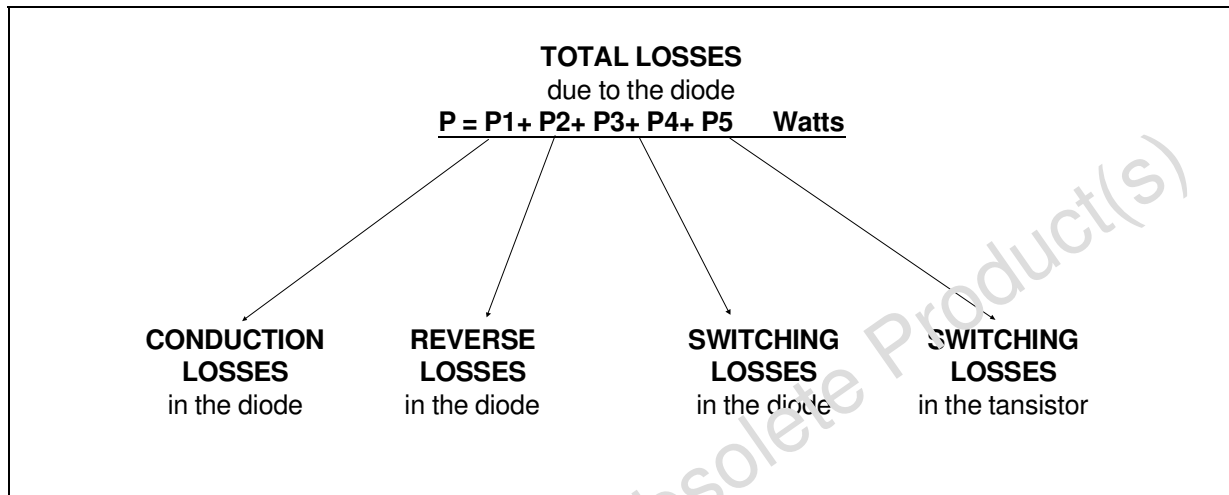 TOTAL LOSSES
due to the diode
P = P1+ P2+ P3+ P4+ P5 Watts
CONDUCTION
LOSSES
in the diode
REVERSE
LOSSES
in the diode
SWITCHING
LOSSES
in the diode
SWITCHING
LOSSES
in the tansistor
bsolete Product(s)